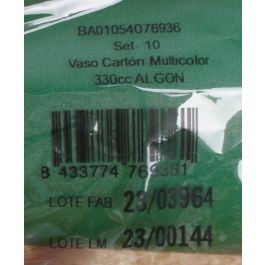 BA01054076936
Set- 10
Vaso Cartón Multicolor
330cc ALGON
8 433774 769361
LOTE FAB. 23/03964
LOTE I.M. 23/00144